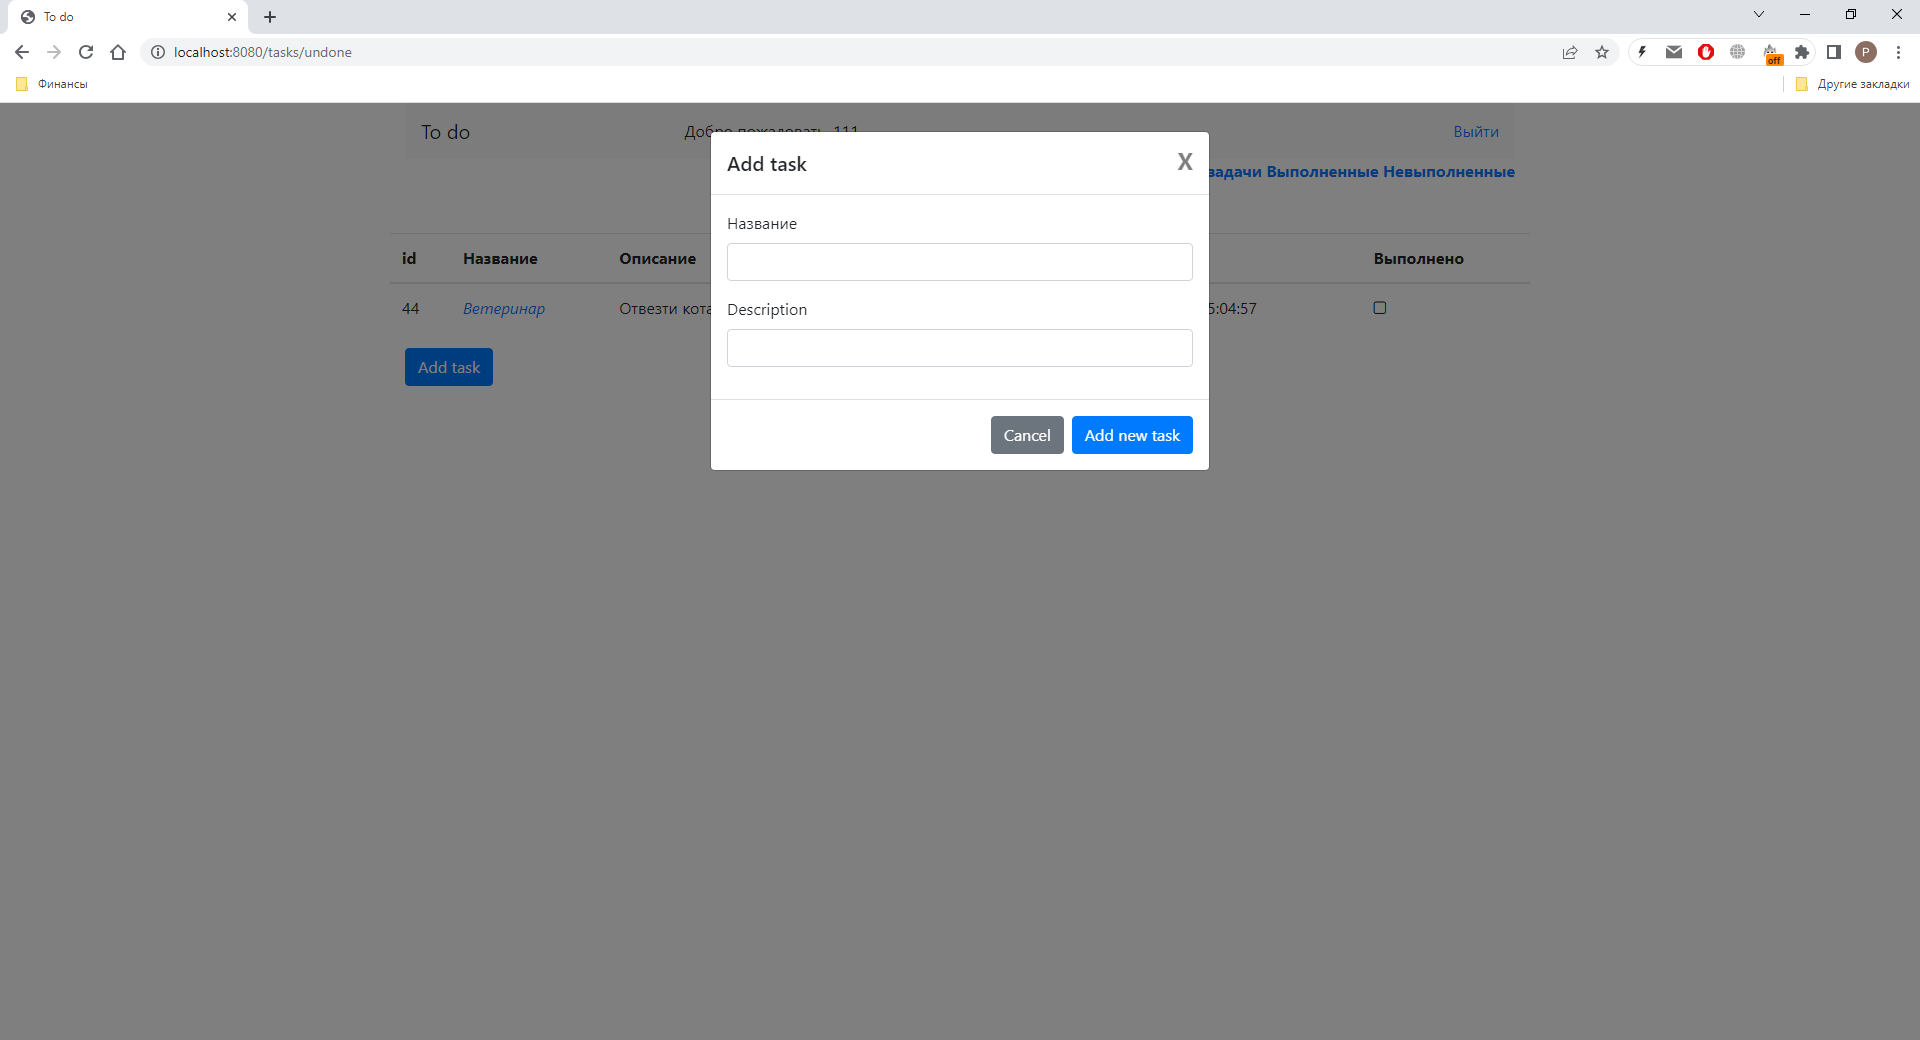 To do
localhost:8080/tasks/undone
off
P
Финансы
Другие закладки
To do
Добро пожаловать, 111
Выйти
Add task
X
задачи Выполненные Невыполненные
Название
id
Название
Описание
Выполнено
Description
44
Ветеринар
Отвезти кота
5:04:57
Add task
Cancel
Add new task